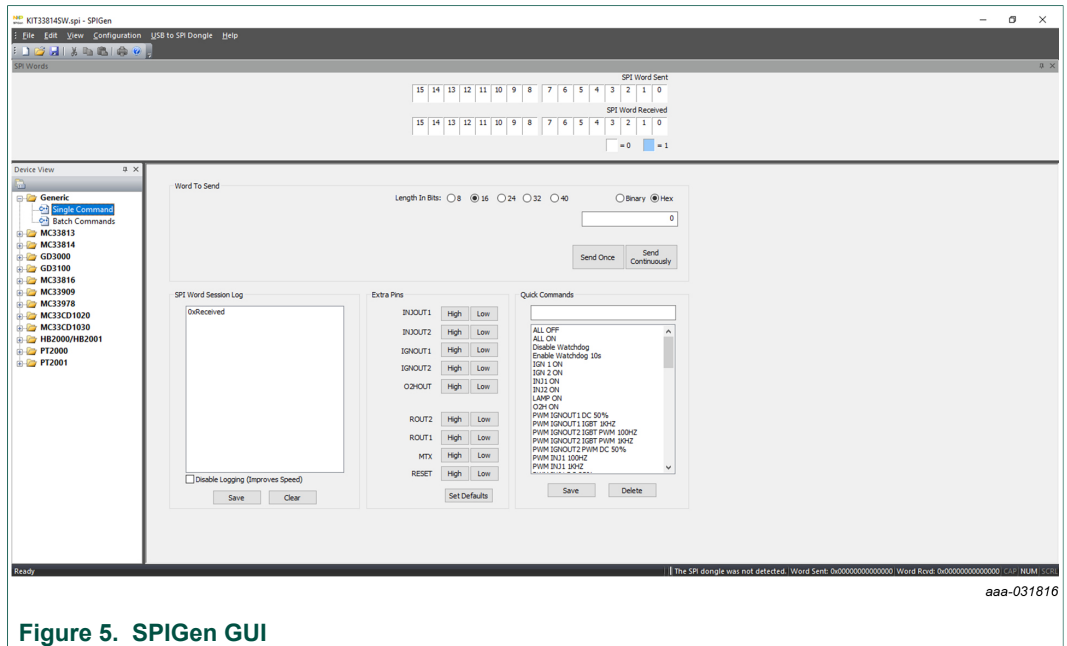 KIT33814SW.spi - SPIGen
File Edit View Configuration USB to SPI Dongle Help
SPI Words
SPI Word Sent
15 14 13 12 11 10 9 8 7 6 5 4 3 2 1 0
SPI Word Received
15 14 13 12 11 10 9 8 7 6 5 4 3 2 1 0
= 0 = 1
Device View
Generic
Single Command
Batch Commands
MC33813
MC33814
GD3000
GD3100
MC33816
MC33909
MC33978
MC33CD1020
MC33CD1030
HB2000/HB2001
PT2000
PT2001
Word To Send
Length In Bits: 8 16 24 32 40 Binary Hex
0
Send Once Send Continuously
SPI Word Session Log
0xReceived
Disable Logging (Improves Speed)
Save Clear
Extra Pins
INJOUT1 High Low
INJOUT2 High Low
IGNOUT1 High Low
IGNOUT2 High Low
O2HOUT High Low
ROUT2 High Low
ROUT1 High Low
MTX High Low
RESET High Low
Set Defaults
Quick Commands
ALL OFF
ALL ON
Disable Watchdog
Enable Watchdog 10s
IGN 1 ON
IGN 2 ON
INJ1 ON
INJ2 ON
LAMP ON
O2H ON
PWM IGNOUT1 DC 50%
PWM IGNOUT1 IGBT 1KHZ
PWM IGNOUT2 IGBT PWM 100HZ
PWM IGNOUT2 IGBT PWM 1KHZ
PWM IGNOUT2 PWM DC 50%
PWM INJ1 100HZ
PWM INJ1 1KHZ
Save Delete
Ready
The SPI dongle was not detected. Word Sent: 0x00000000000000 Word Rcvd: 0x00000000000000 CAP NUM SCRL
aaa-031816
Figure 5. SPIGen GUI